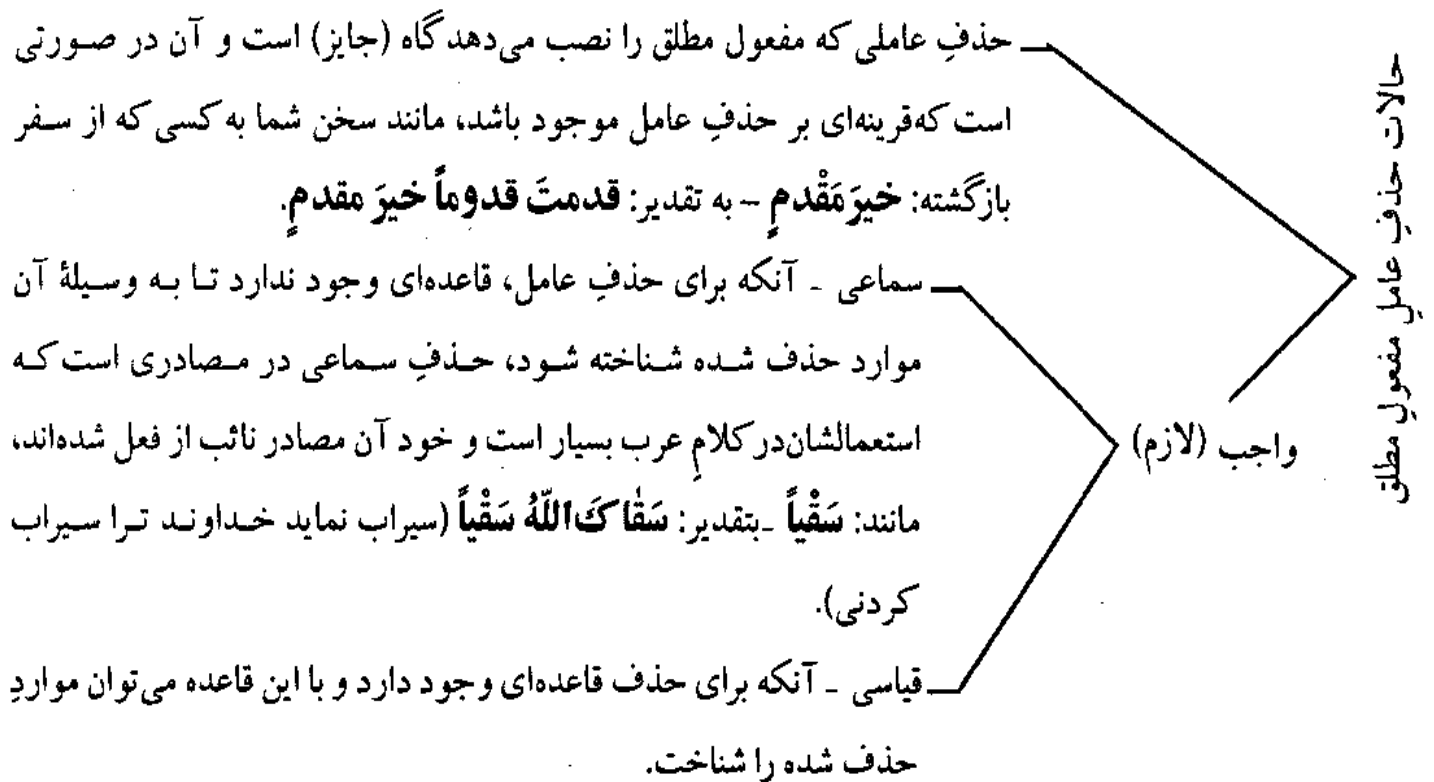 حالات حذفِ عاملِ مفعولِ مطلق
حذفِ عاملی که مفعول مطلق را نصب می‌دهد گاه (جایز) است و آن در صورتی
است که قرینه‌ای بر حذفِ عامل موجود باشد، مانند سخن شما به کسی که از سفر
بازگشته: خیرَ مَقْدمٍ – به تقدیر: قدمتَ قدوماً خیرَ مقدمٍ.
واجب (لازم)
سماعی - آنکه برای حذفِ عامل، قاعده‌ای وجود ندارد تا به وسیلهٔ آن
موارد حذف شده شناخته شود، حذفِ سماعی در مصادری است که
استعمالشان در کلامِ عرب بسیار است و خود آن مصادر نائب از فعل شده‌اند،
مانند: سَقْیاً - بتقدیر: سَقٰاکَ اللّهُ سَقْیاً (سیراب نماید خداوند ترا سیراب
کردنی).
قیاسی - آنکه برای حذف قاعده‌ای وجود دارد و با این قاعده می‌توان مواردِ
حذف شده را شناخت.